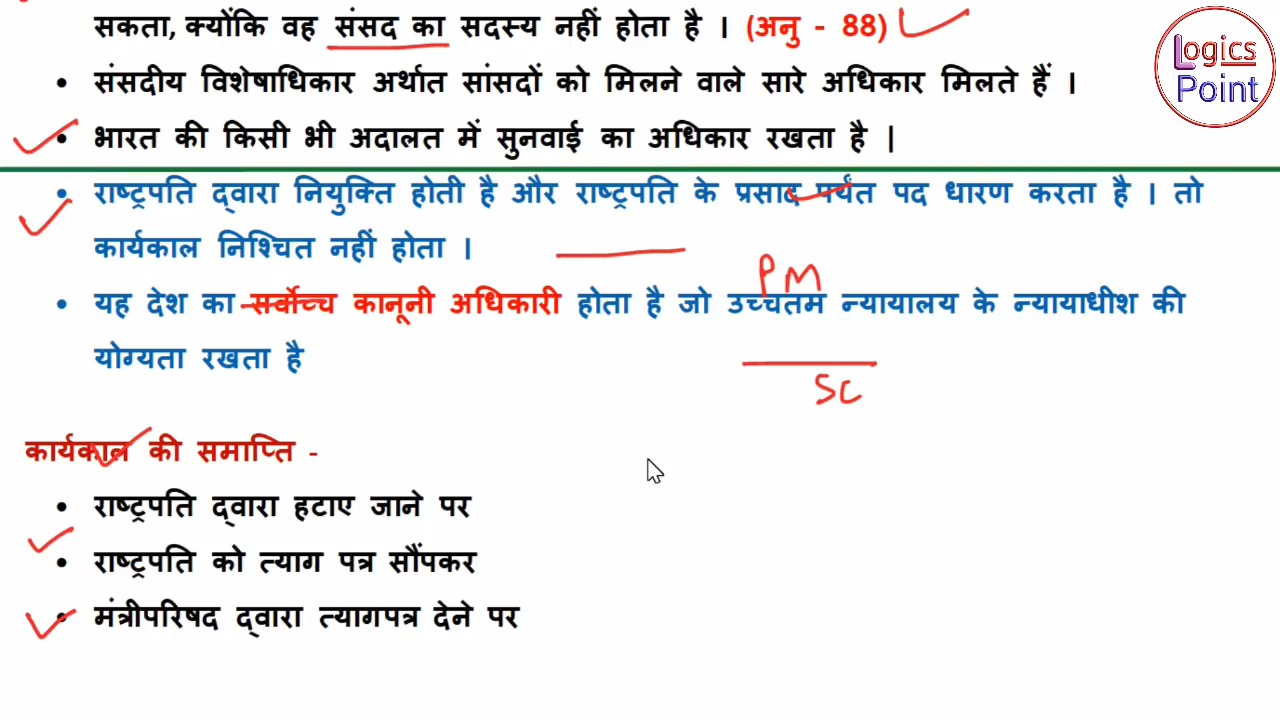 सकता, क्योंकि वह संसद का सदस्य नहीं होता है । (अनु - 88)
Logics
Point
• संसदीय विशेषाधिकार अर्थात सांसदों को मिलने वाले सारे अधिकार मिलते हैं ।
• भारत की किसी भी अदालत में सुनवाई का अधिकार रखता है |
• राष्ट्रपति द्वारा नियुक्ति होती है और राष्ट्रपति के प्रसाद पर्यंत पद धारण करता है । तो
कार्यकाल निश्चित नहीं होता ।
PM
• यह देश का सर्वोच्च कानूनी अधिकारी होता है जो उच्चतम न्यायालय के न्यायाधीश की
योग्यता रखता है
SC
कार्यकाल की समाप्ति -
• राष्ट्रपति द्वारा हटाए जाने पर
• राष्ट्रपति को त्याग पत्र सौंपकर
• मंत्रीपरिषद द्वारा त्यागपत्र देने पर